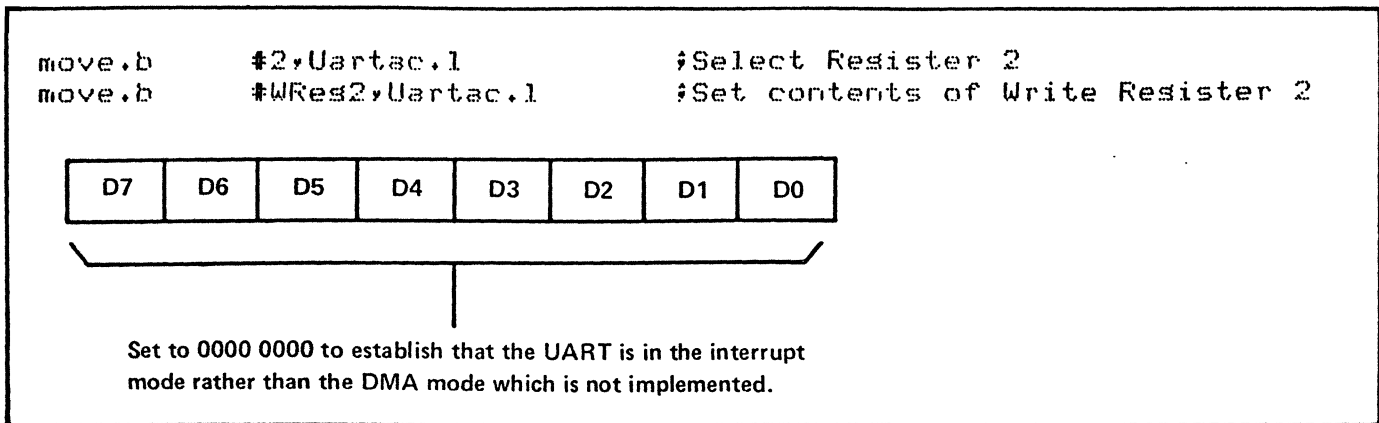 move.b #2,Uartac.l ;Select Register 2
move.b #WReg2,Uartac.l ;Set contents of Write Register 2
D7 D6 D5 D4 D3 D2 D1 D0
Set to 0000 0000 to establish that the UART is in the interrupt
mode rather than the DMA mode which is not implemented.